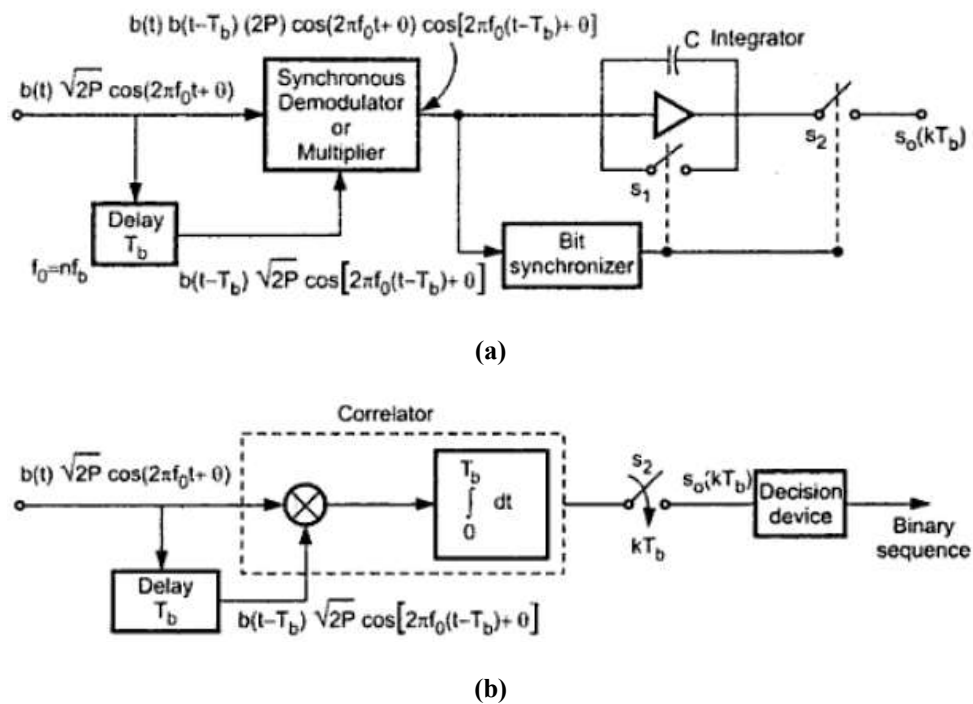 b(t) b(t–T_b) (2P) cos(2πf_0t+ θ) cos[2πf_0(t–T_b)+ θ]
b(t) √2P cos(2πf_0t+ θ)
Synchronous
Demodulator
or
Multiplier
C Integrator
s_1
s_2
s_o(kT_b)
Delay
T_b
f_0=nf_b
b(t–T_b) √2P cos[2πf_0(t–T_b)+ θ]
Bit
synchronizer
(a)
Correlator
b(t) √2P cos(2πf_0t+ θ)
T_b
∫ dt
0
s_2
kT_b
s_o(kT_b)
Decision
device
Binary
sequence
Delay
T_b
b(t–T_b) √2P cos[2πf_0(t–T_b)+ θ]
(b)